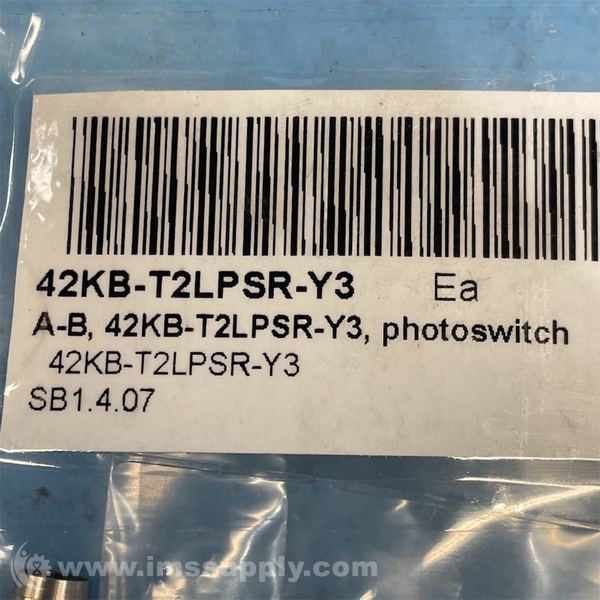 42KB-T2LPSR-Y3 Ea
A-B, 42KB-T2LPSR-Y3, photoswitch
42KB-T2LPSR-Y3
SB1.4.07
www.imssupply.com